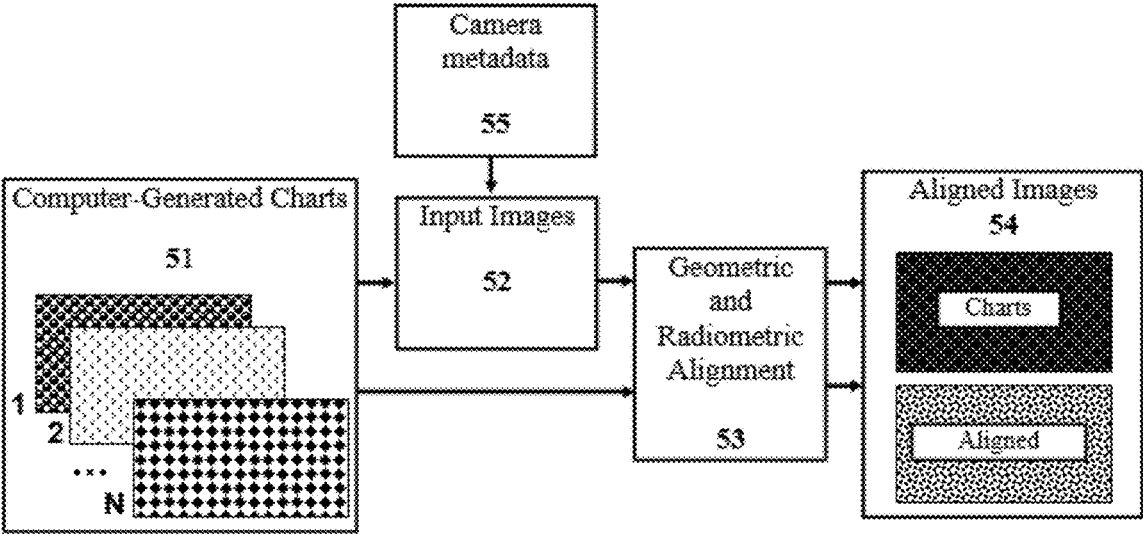 Camera
metadata
55
Computer-Generated Charts
51
1
2
...
N
Input Images
52
Geometric
and
Radiometric
Alignment
53
Aligned Images
54
Charts
Aligned